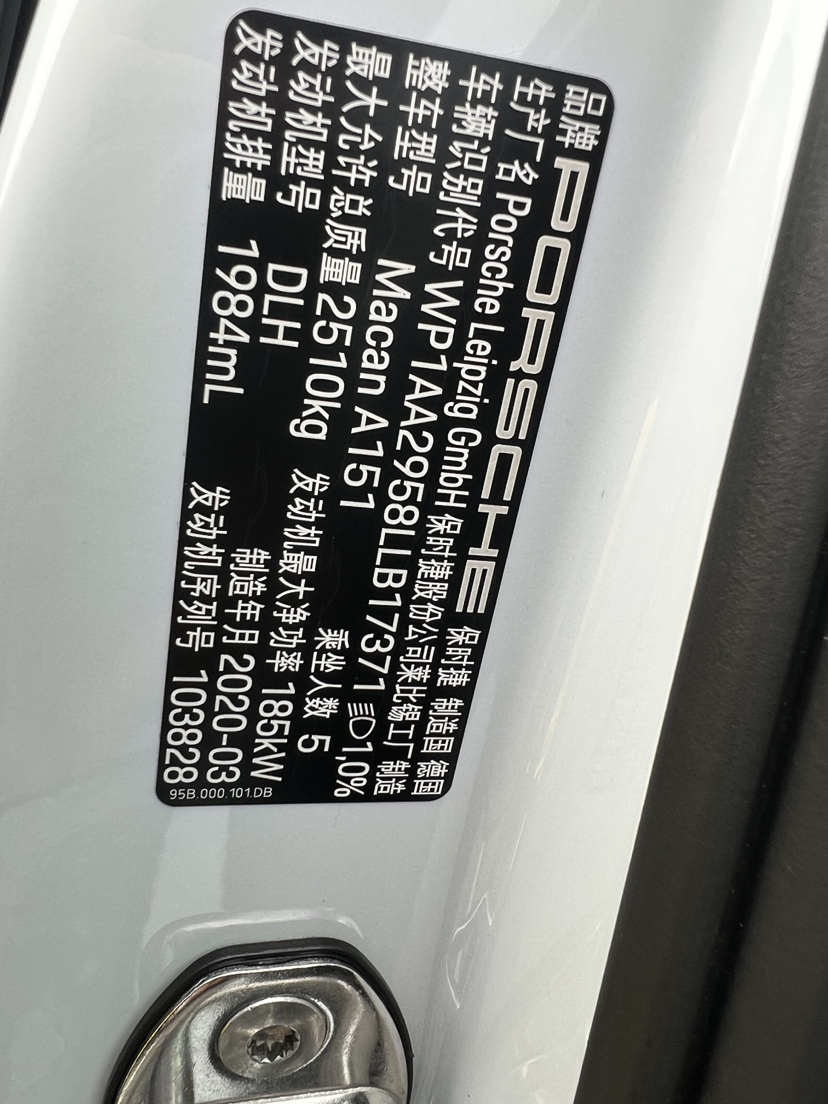 品牌 PORSCHE 保时捷 制造国 德国
生产厂名 Porsche Leipzig GmbH 保时捷股份公司莱比锡工厂制造
车辆识别代号 WP1AA2958LLB17371 1,0%
整车型号 Macan A151
最大允许总质量 2510kg 乘坐人数 5
发动机型号 DLH 发动机最大净功率 185kW
发动机排量 1984mL 制造年月 2020-03
发动机序列号 103828
95B.000.101.DB